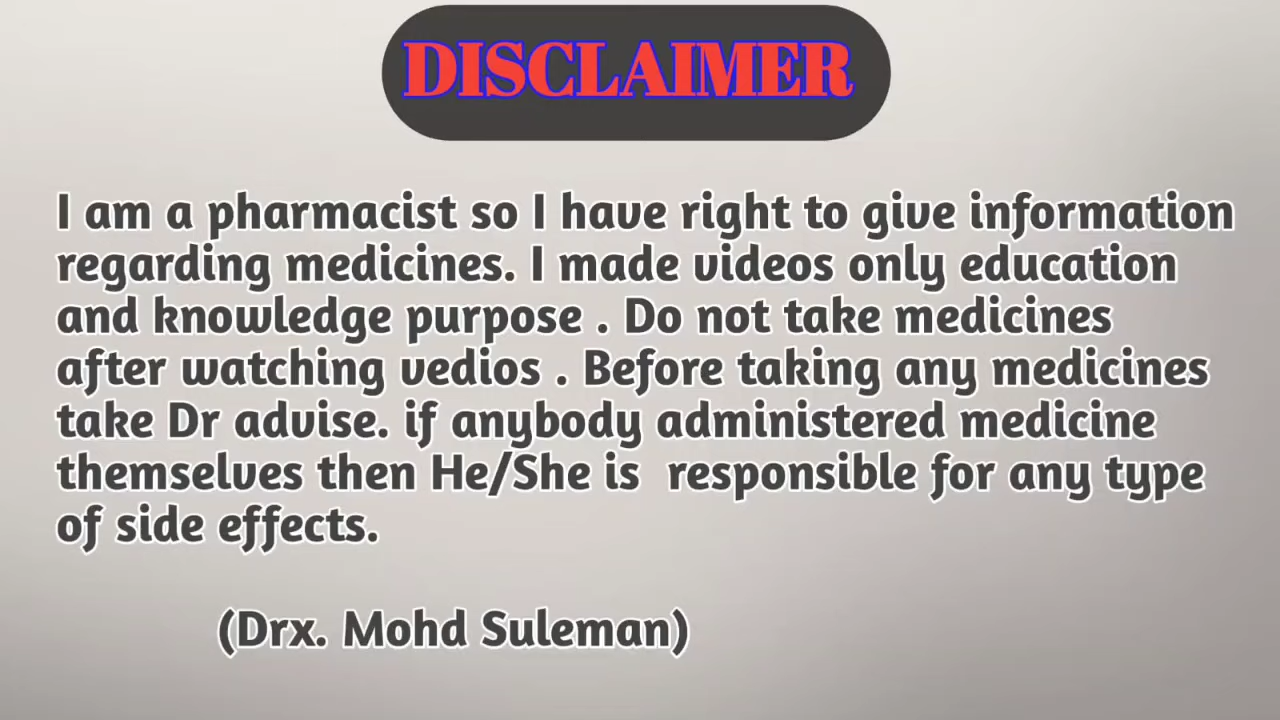 DISCLAIMER
I am a pharmacist so I have right to give information
regarding medicines. I made videos only education
and knowledge purpose . Do not take medicines
after watching vedios . Before taking any medicines
take Dr advise. if anybody administered medicine
themselves then He/She is  responsible for any type
of side effects.
(Drx. Mohd Suleman)